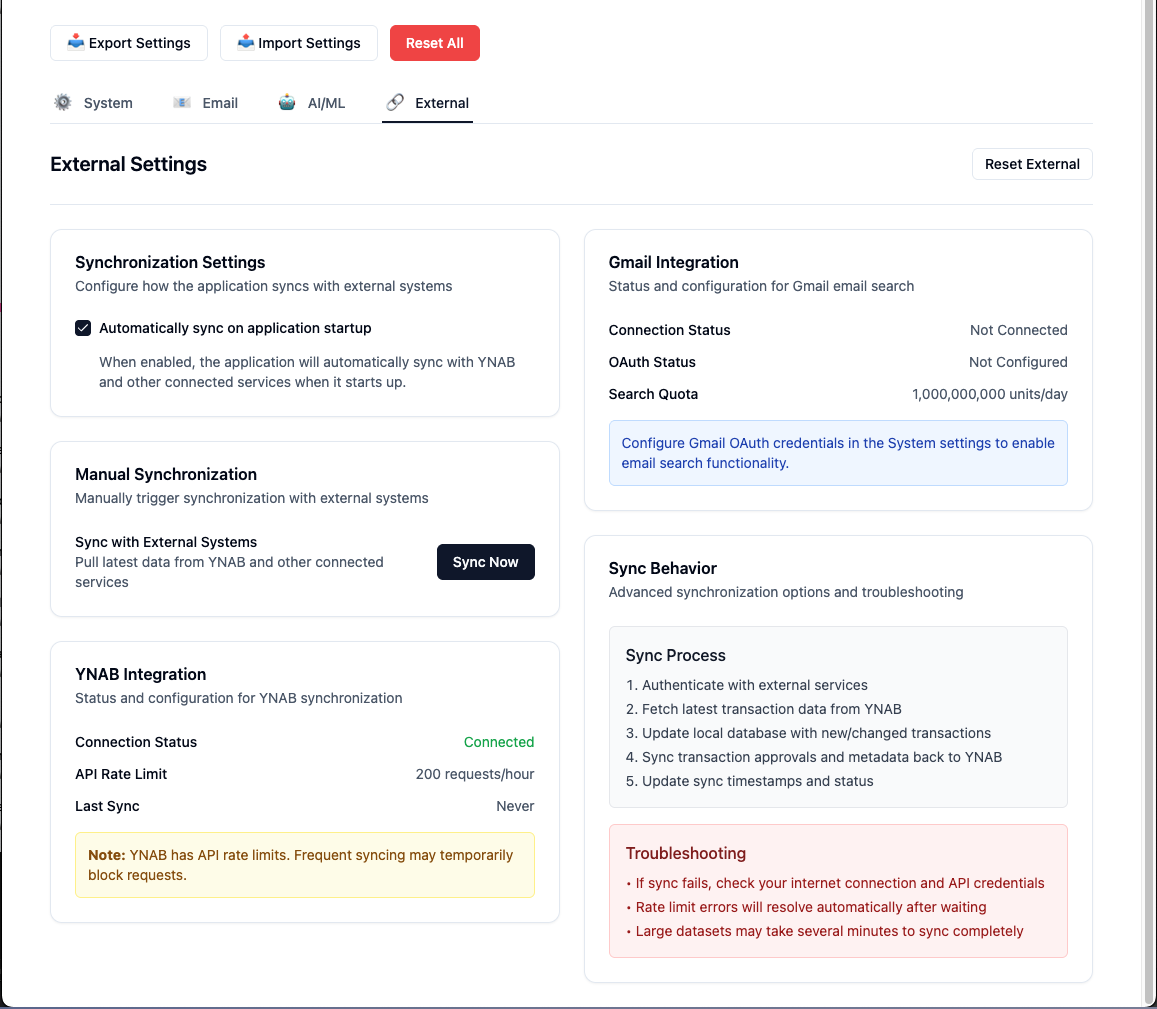 Export Settings
Import Settings
Reset All
System
Email
AI/ML
External
External Settings
Reset External
Synchronization Settings
Configure how the application syncs with external systems
Automatically sync on application startup
When enabled, the application will automatically sync with YNAB
and other connected services when it starts up.
Manual Synchronization
Manually trigger synchronization with external systems
Sync with External Systems
Pull latest data from YNAB and other connected
services
Sync Now
YNAB Integration
Status and configuration for YNAB synchronization
Connection Status
Connected
API Rate Limit
200 requests/hour
Last Sync
Never
Note: YNAB has API rate limits. Frequent syncing may temporarily
block requests.
Gmail Integration
Status and configuration for Gmail email search
Connection Status
Not Connected
OAuth Status
Not Configured
Search Quota
1,000,000,000 units/day
Configure Gmail OAuth credentials in the System settings to enable
email search functionality.
Sync Behavior
Advanced synchronization options and troubleshooting
Sync Process
1. Authenticate with external services
2. Fetch latest transaction data from YNAB
3. Update local database with new/changed transactions
4. Sync transaction approvals and metadata back to YNAB
5. Update sync timestamps and status
Troubleshooting
• If sync fails, check your internet connection and API credentials
• Rate limit errors will resolve automatically after waiting
• Large datasets may take several minutes to sync completely